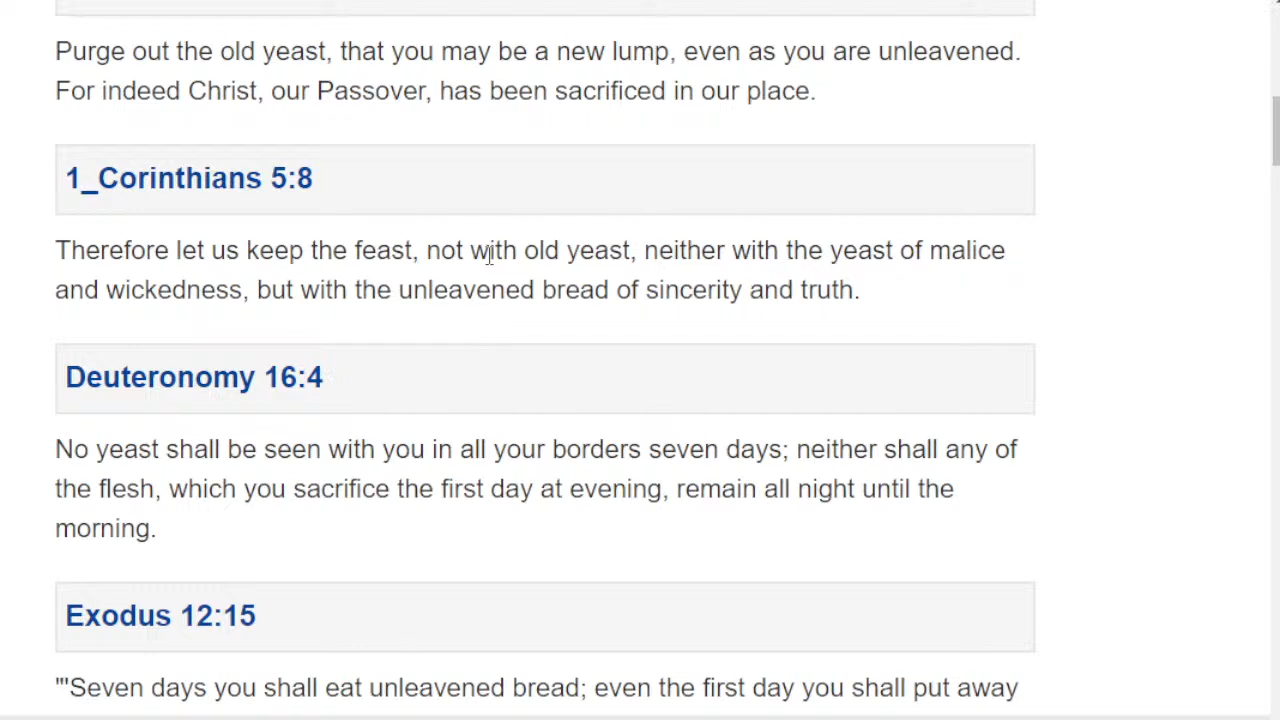 Purge out the old yeast, that you may be a new lump, even as you are unleavened.
For indeed Christ, our Passover, has been sacrificed in our place.
1_Corinthians 5:8
Therefore let us keep the feast, not with old yeast, neither with the yeast of malice
and wickedness, but with the unleavened bread of sincerity and truth.
Deuteronomy 16:4
No yeast shall be seen with you in all your borders seven days; neither shall any of
the flesh, which you sacrifice the first day at evening, remain all night until the
morning.
Exodus 12:15
"'Seven days you shall eat unleavened bread; even the first day you shall put away